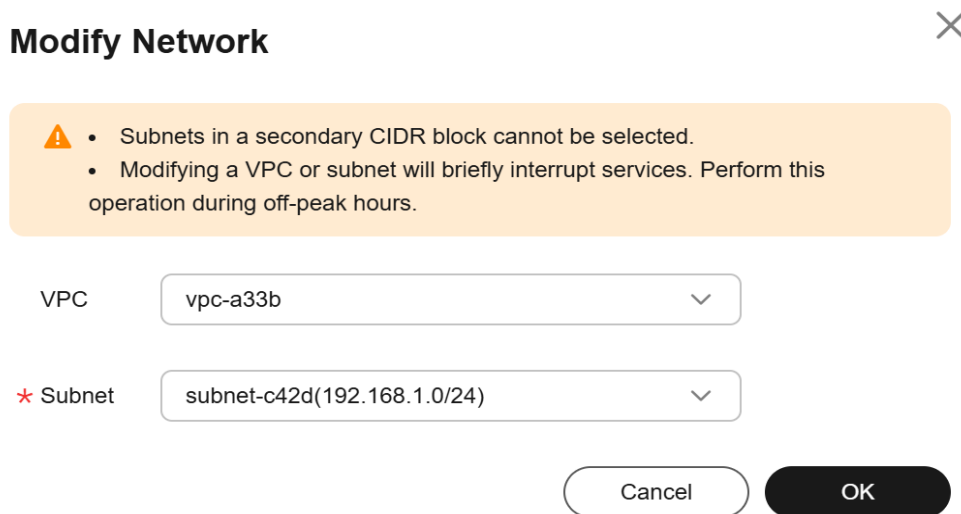 Modify Network
• Subnets in a secondary CIDR block cannot be selected.
• Modifying a VPC or subnet will briefly interrupt services. Perform this
operation during off-peak hours.
VPC
vpc-a33b
* Subnet
subnet-c42d(192.168.1.0/24)
Cancel
OK